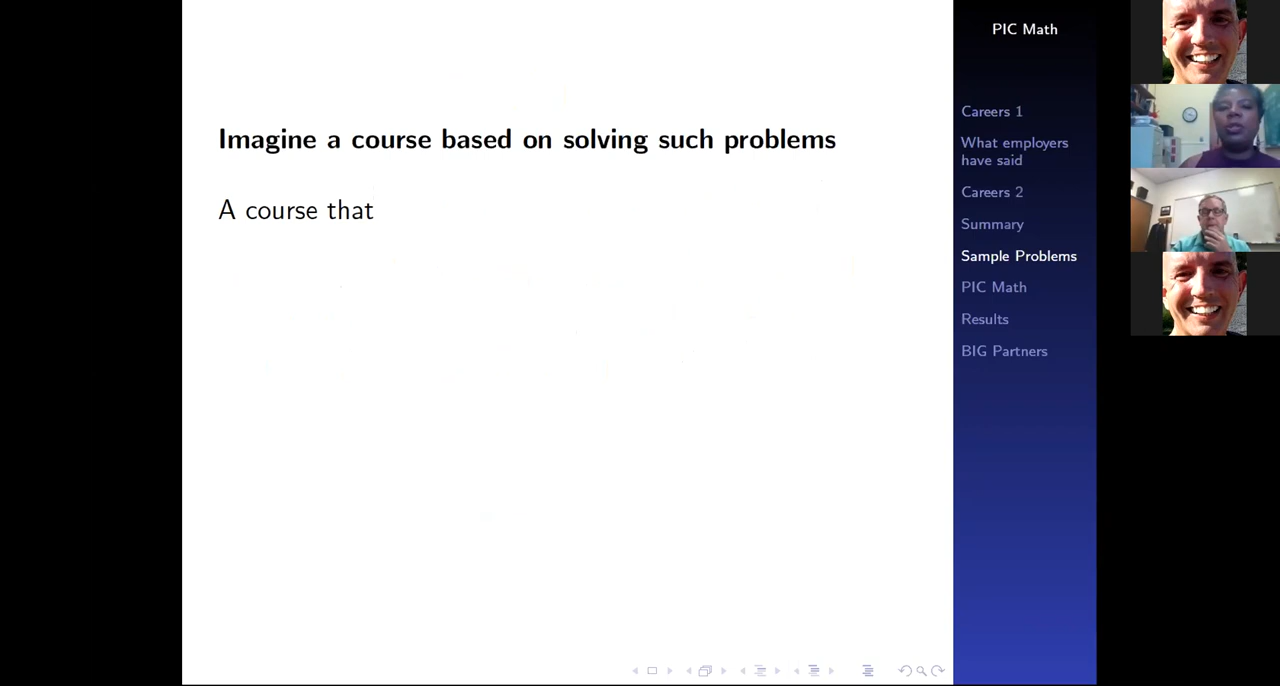 Imagine a course based on solving such problems
A course that
PIC Math
Careers 1
What employers
have said
Careers 2
Summary
Sample Problems
PIC Math
Results
BIG Partners